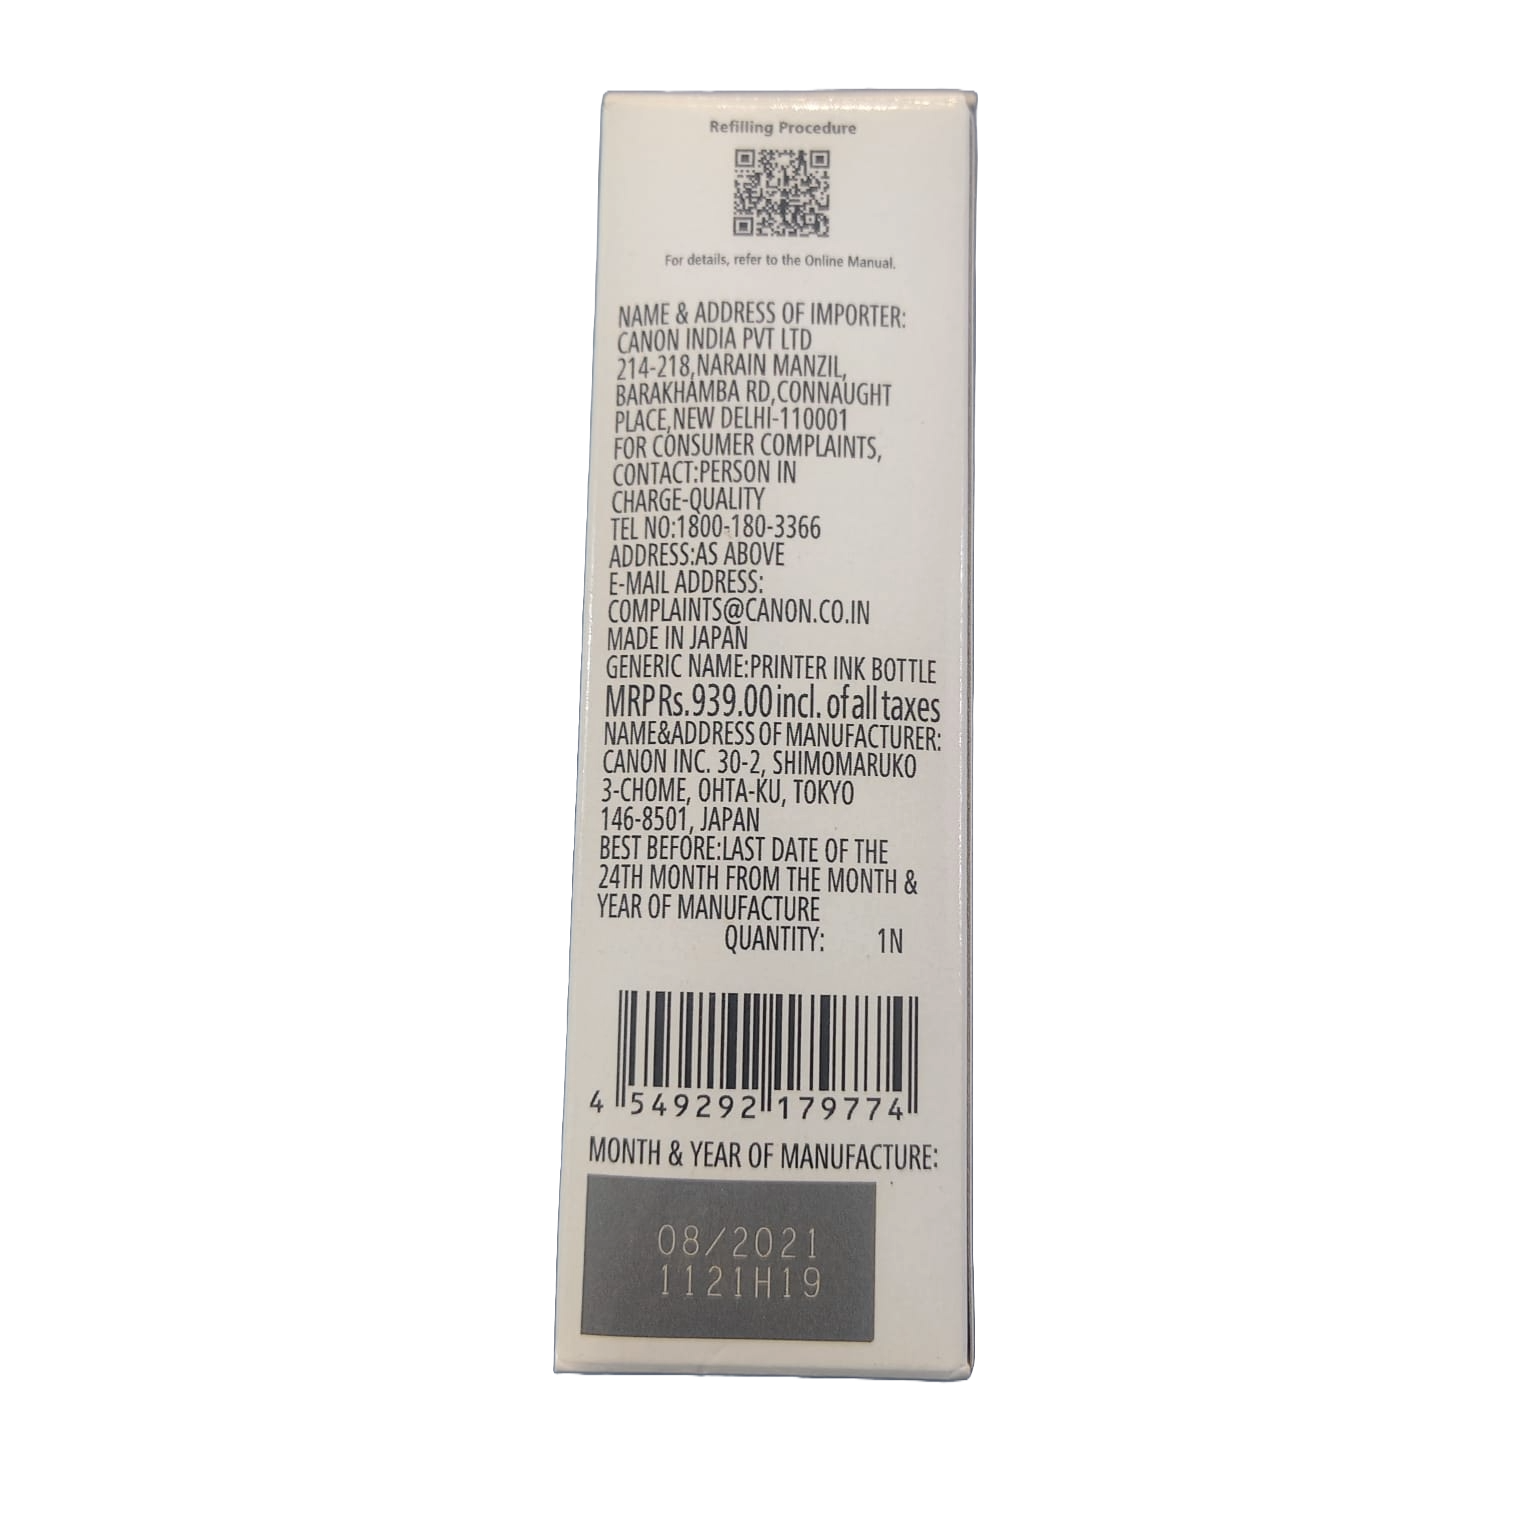 Refilling Procedure
For details, refer to the Online Manual.
NAME & ADDRESS OF IMPORTER:
CANON INDIA PVT LTD
214-218,NARAIN MANZIL,
BARAKHAMBA RD,CONNAUGHT
PLACE,NEW DELHI-110001
FOR CONSUMER COMPLAINTS,
CONTACT:PERSON IN
CHARGE-QUALITY
TEL NO:1800-180-3366
ADDRESS:AS ABOVE
E-MAIL ADDRESS:
COMPLAINTS@CANON.CO.IN
MADE IN JAPAN
GENERIC NAME:PRINTER INK BOTTLE
MRPRs.939.00 incl. of all taxes
NAME&ADDRESS OF MANUFACTURER:
CANON INC. 30-2, SHIMOMARUKO
3-CHOME, OHTA-KU, TOKYO
146-8501, JAPAN
BEST BEFORE:LAST DATE OF THE
24TH MONTH FROM THE MONTH &
YEAR OF MANUFACTURE
QUANTITY: 1N
4 549292 179774
MONTH & YEAR OF MANUFACTURE:
08/2021
1121H19